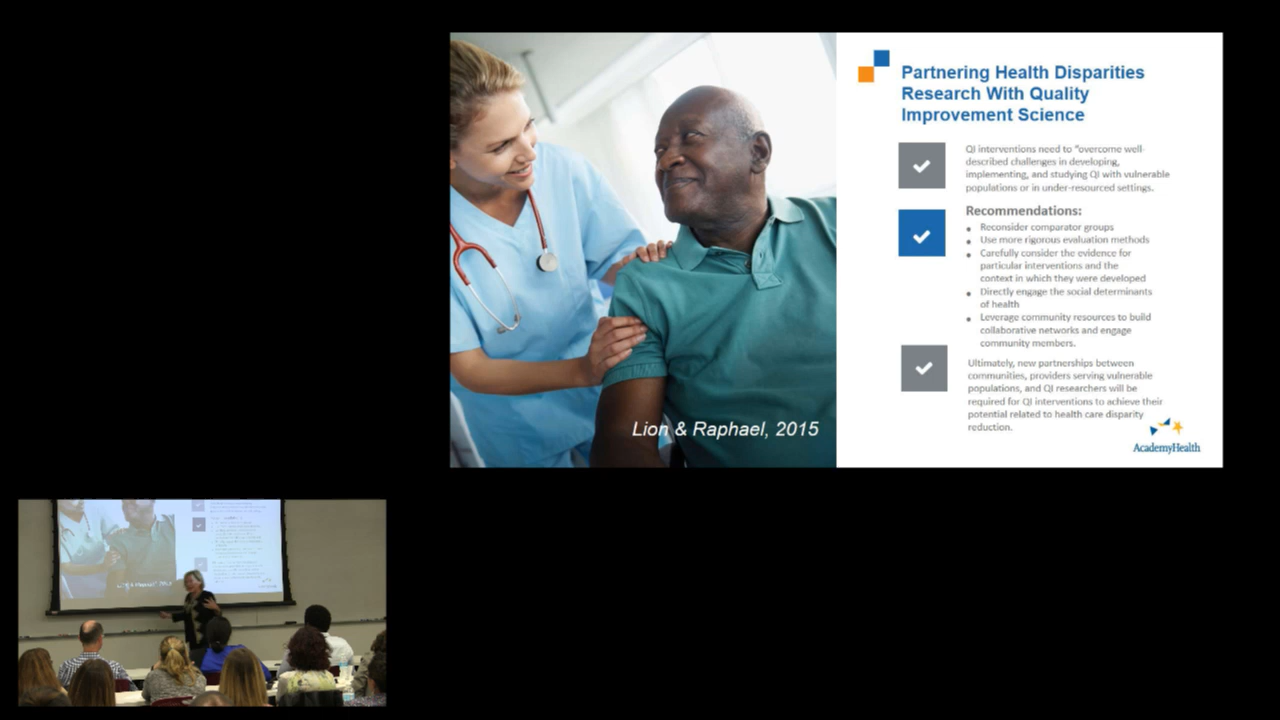 Partnering Health Disparities
Research With Quality
Improvement Science
QI interventions need to "overcome well-
described challenges in developing,
implementing, and studying QI with vulnerable
populations or in under-resourced settings.
Recommendations:
Reconsider comparator groups
Use more rigorous evaluation methods
Carefully consider the evidence for
particular interventions and the
context in which they were developed
Directly engage the social determinants
of health
Leverage community resources to build
collaborative networks and engage
community members.
Ultimately, new partnerships between
communities, providers serving vulnerable
populations, and QI researchers will be
required for QI interventions to achieve their
potential related to health care disparity
reduction.
Lion & Raphael, 2015
AcademyHealth